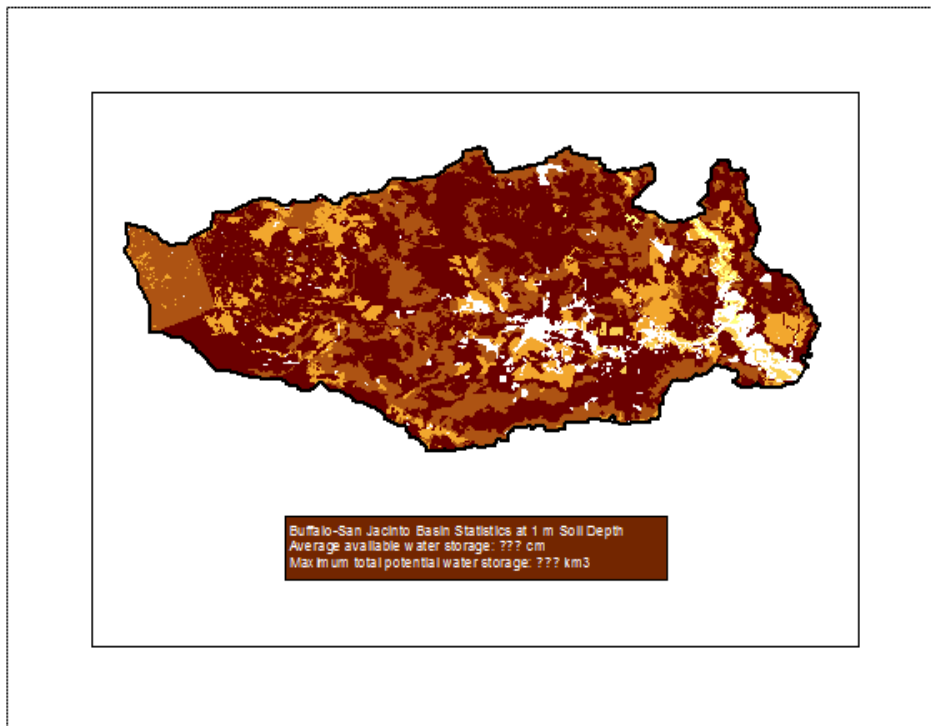 Buffalo-San Jacinto Basin Statistics at 1 m Soil Depth
Average available water storage: ??? cm
Maximum total potential water storage: ??? km3